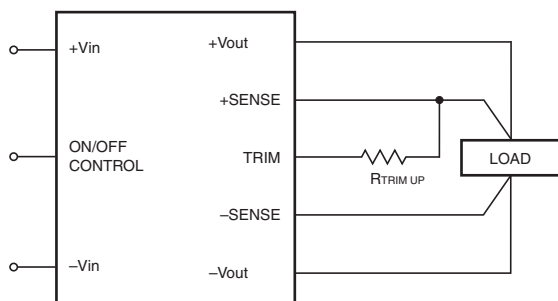 +Vin
+Vout
+SENSE
ON/OFF
CONTROL
TRIM
LOAD
RTRIM UP
–SENSE
–Vin
–Vout